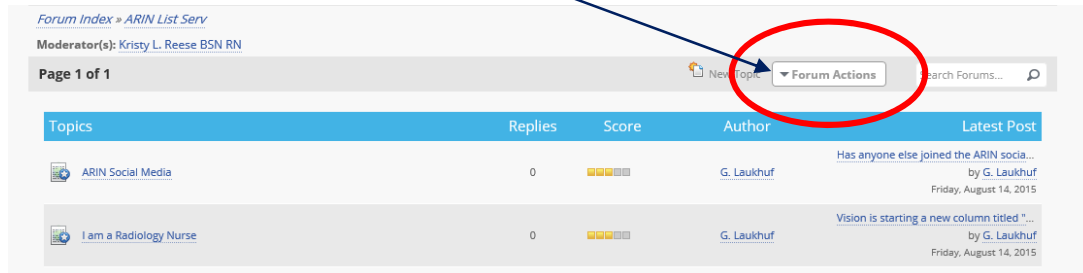 Forum Index » ARIN List Serv
Moderator(s): Kristy L. Reese BSN RN
Page 1 of 1 New Topic Forum Actions Search Forums...
Topics Replies Score Author Latest Post
Has anyone else joined the ARIN socia...
ARIN Social Media 0 G. Laukhuf by G. Laukhuf
Friday, August 14, 2015
Vision is starting a new column titled "...
I am a Radiology Nurse 0 G. Laukhuf by G. Laukhuf
Friday, August 14, 2015